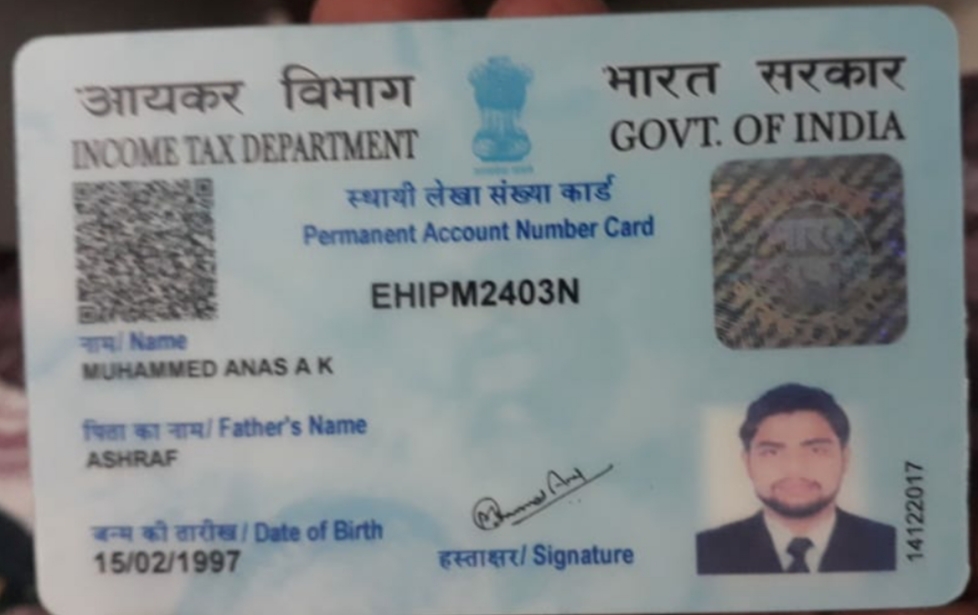 आयकर विभाग
INCOME TAX DEPARTMENT
भारत सरकार
GOVT. OF INDIA
स्थायी लेखा संख्या कार्ड
Permanent Account Number Card
EHIPM2403N
नाम/ Name
MUHAMMED ANAS A K
पिता का नाम/ Father's Name
ASHRAF
जन्म की तारीख/ Date of Birth
15/02/1997
हस्ताक्षर/ Signature
14122017